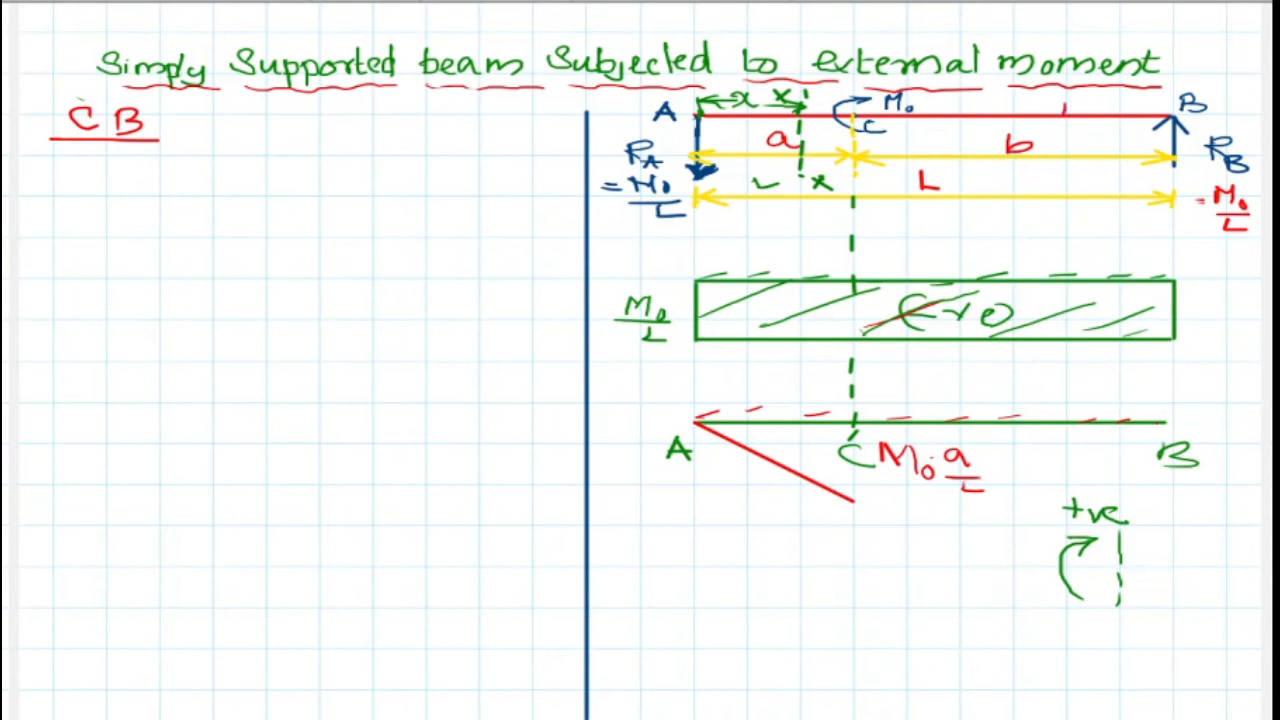 Simply Supported beam Subjected to external moment
C B
x x
A M₀ B
C
a b
R_A R_B
= M₀/L x L = M₀/L
M₀/L (-ve)
A C M₀ a/L B
+ve